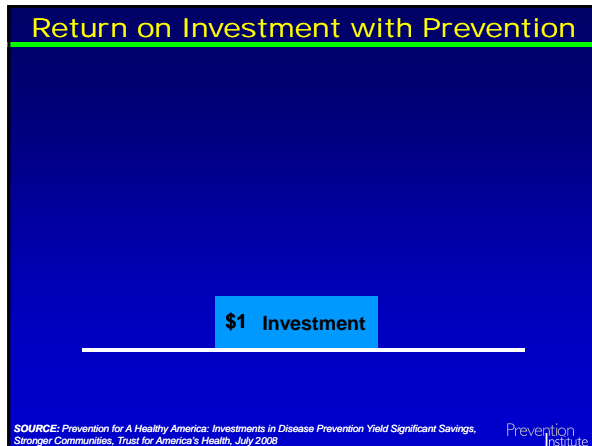 Return on Investment with Prevention
$1 Investment
SOURCE: Prevention for A Healthy America: Investments in Disease Prevention Yield Significant Savings,
Stronger Communities, Trust for America's Health, July 2008
Prevention
Institute